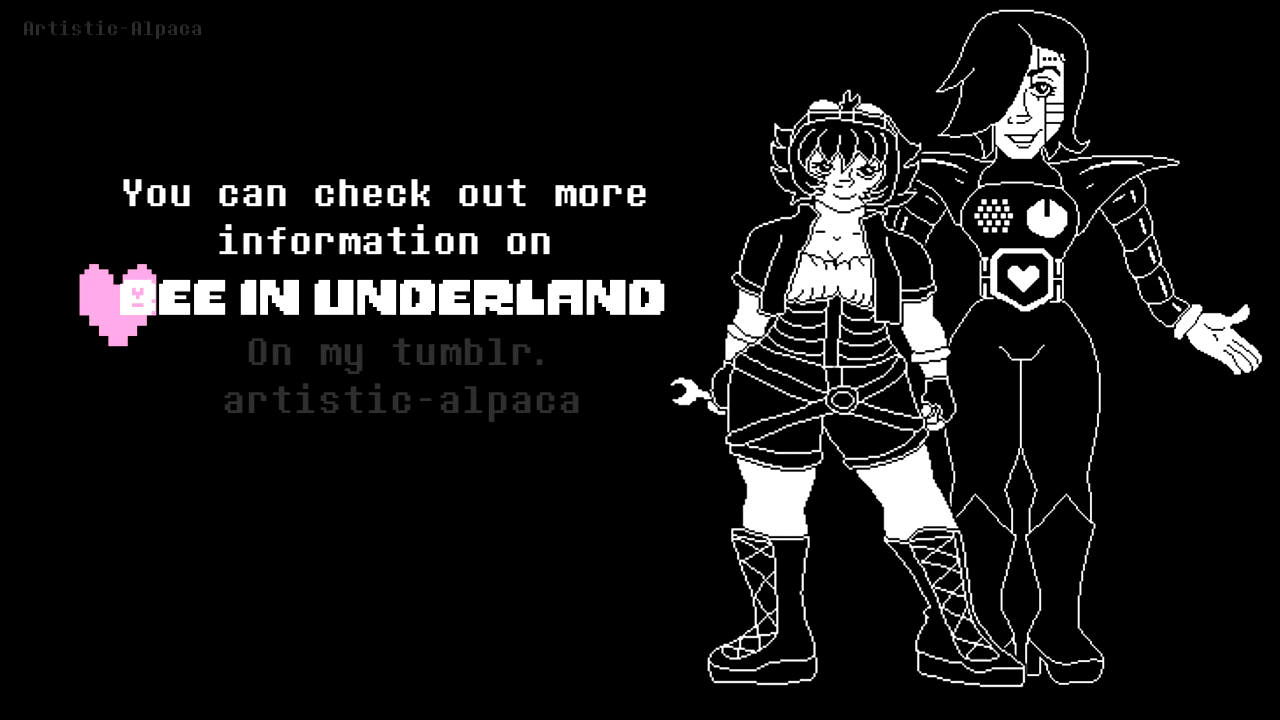 Artistic-Alpaca
You can check out more
information on
BEE IN UNDERLAND
On my tumblr.
artistic-alpaca